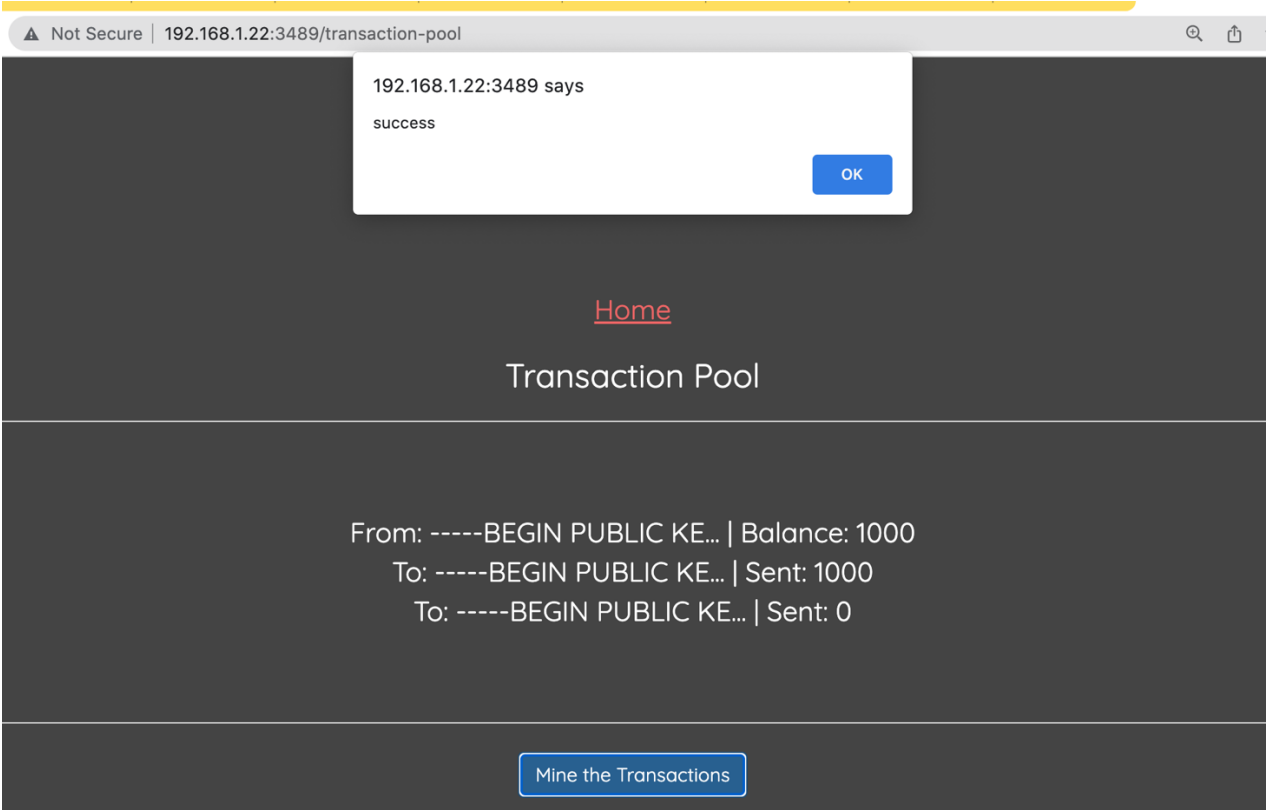 Not Secure | 192.168.1.22:3489/transaction-pool
192.168.1.22:3489 says
success
OK
Home
Transaction Pool
From: -----BEGIN PUBLIC KE... | Balance: 1000
To: -----BEGIN PUBLIC KE... | Sent: 1000
To: -----BEGIN PUBLIC KE... | Sent: 0
Mine the Transactions